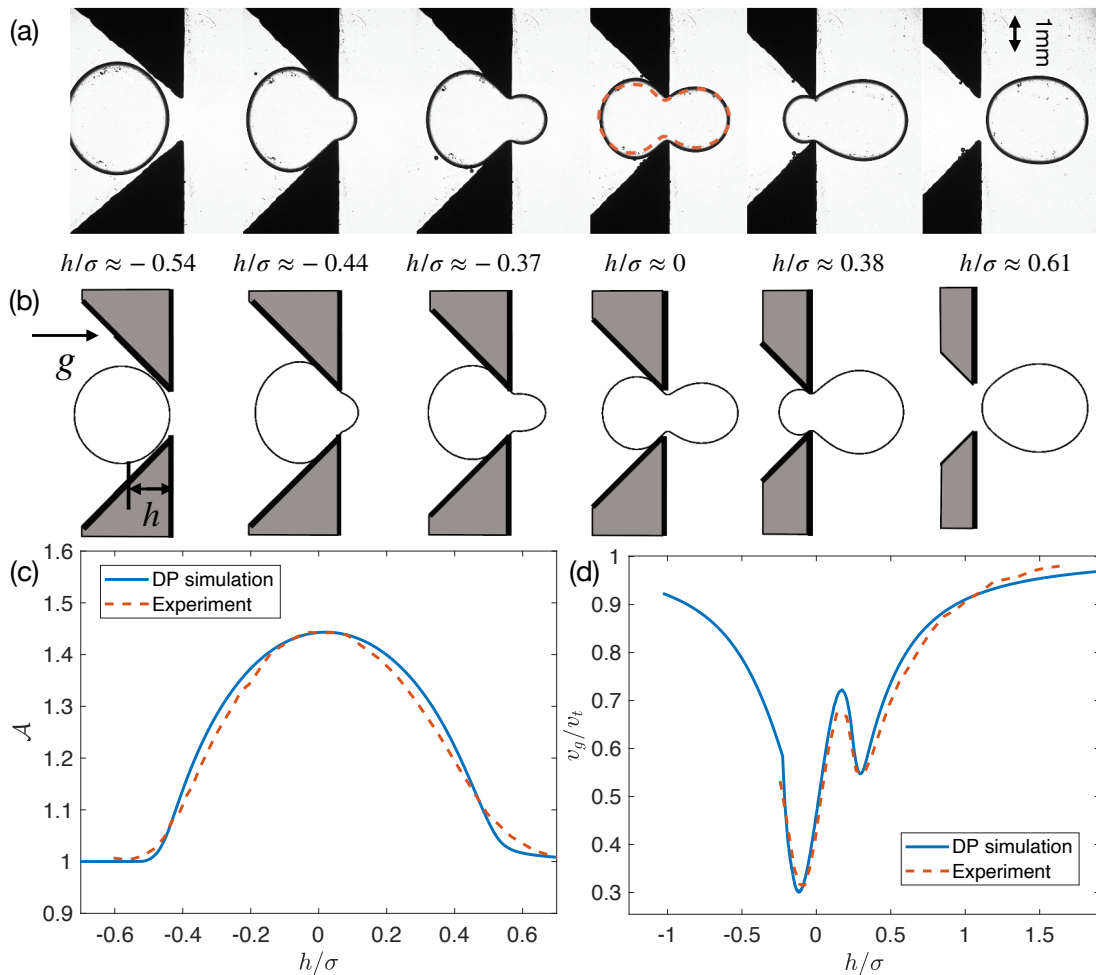 (a)
1mm
h/σ ≈ − 0.54
h/σ ≈ − 0.44
h/σ ≈ − 0.37
h/σ ≈ 0
h/σ ≈ 0.38
h/σ ≈ 0.61
(b)
g
h
(c)
1.6
1.5
1.4
1.3
1.2
1.1
1
0.9
𝒜
DP simulation
Experiment
-0.6
-0.4
-0.2
0
0.2
0.4
0.6
h/σ
(d)
1
0.9
0.8
0.7
0.6
0.5
0.4
0.3
v_g/v_t
DP simulation
Experiment
-1
-0.5
0
0.5
1
1.5
h/σ